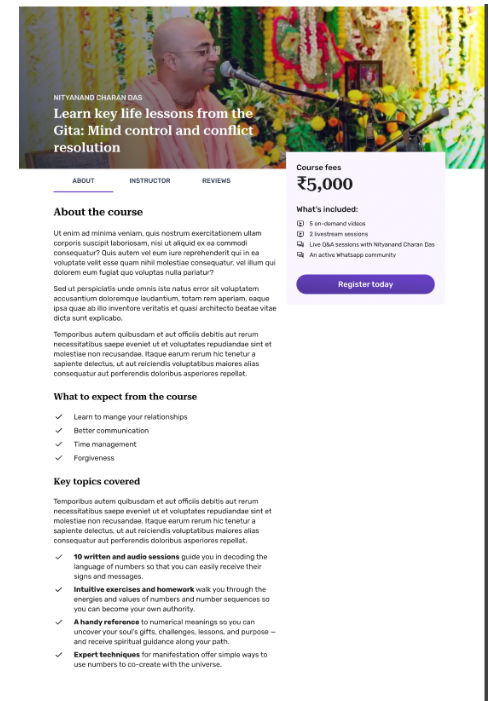 NITYANAND CHARAN DAS
Learn key life lessons from the
Gita: Mind control and conflict
resolution
ABOUT
INSTRUCTOR
REVIEWS
About the course
Ut enim ad minima veniam, quis nostrum exercitationem ullam
corporis suscipit laboriosam, nisi ut aliquid ex ea commodi
consequatur? Quis autem vel eum iure reprehenderit qui in ea
voluptate velit esse quam nihil molestiae consequatur, vel illum qui
dolorem eum fugiat quo voluptas nulla pariatur?
Sed ut perspiciatis unde omnis iste natus error sit voluptatem
accusantium doloremque laudantium, totam rem aperiam, eaque
ipsa quae ab illo inventore veritatis et quasi architecto beatae vitae
dicta sunt explicabo.
Temporibus autem quibusdam et aut officiis debitis aut rerum
necessitatibus saepe eveniet ut et voluptates repudiandae sint et
molestiae non recusandae. Itaque earum rerum hic tenetur a
sapiente delectus, ut aut reiciendis voluptatibus maiores alias
consequatur aut perferendis doloribus asperiores repellat.
What to expect from the course
Learn to mange your relationships
Better communication
Time management
Forgiveness
Key topics covered
Temporibus autem quibusdam et aut officiis debitis aut rerum
necessitatibus saepe eveniet ut et voluptates repudiandae sint et
molestiae non recusandae. Itaque earum rerum hic tenetur a
sapiente delectus, ut aut reiciendis voluptatibus maiores alias
consequatur aut perferendis doloribus asperiores repellat.
10 written and audio sessions guide you in decoding the
language of numbers so that you can easily receive their
signs and messages.
Intuitive exercises and homework walk you through the
energies and values of numbers and number sequences so
you can become your own authority.
A handy reference to numerical meanings so you can
uncover your soul's gifts, challenges, lessons, and purpose —
and receive spiritual guidance along your path.
Expert techniques for manifestation offer simple ways to
use numbers to co-create with the universe.
Course fees
₹5,000
What's included:
5 on-demand videos
2 livestream sessions
Live Q&A sessions with Nityanand Charan Das
An active Whatsapp community
Register today